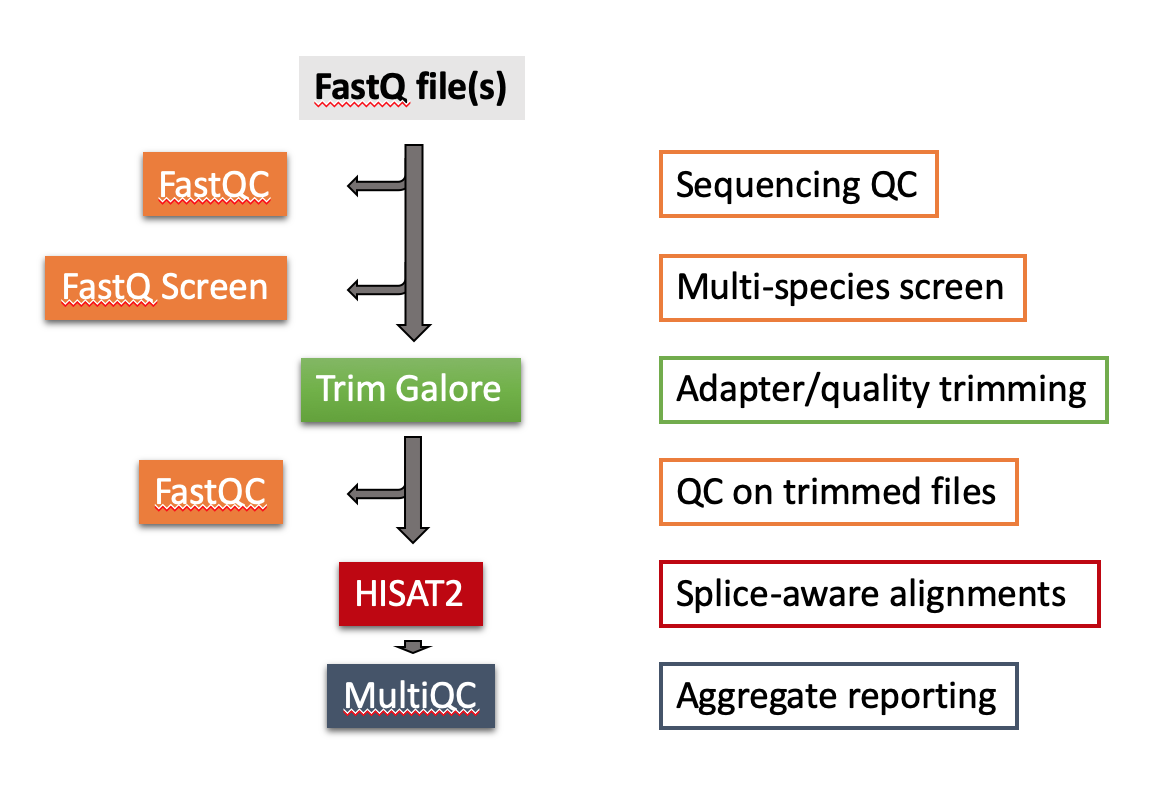 FastQ file(s)
FastQC
Sequencing QC
FastQ Screen
Multi-species screen
Trim Galore
Adapter/quality trimming
FastQC
QC on trimmed files
HISAT2
Splice-aware alignments
MultiQC
Aggregate reporting